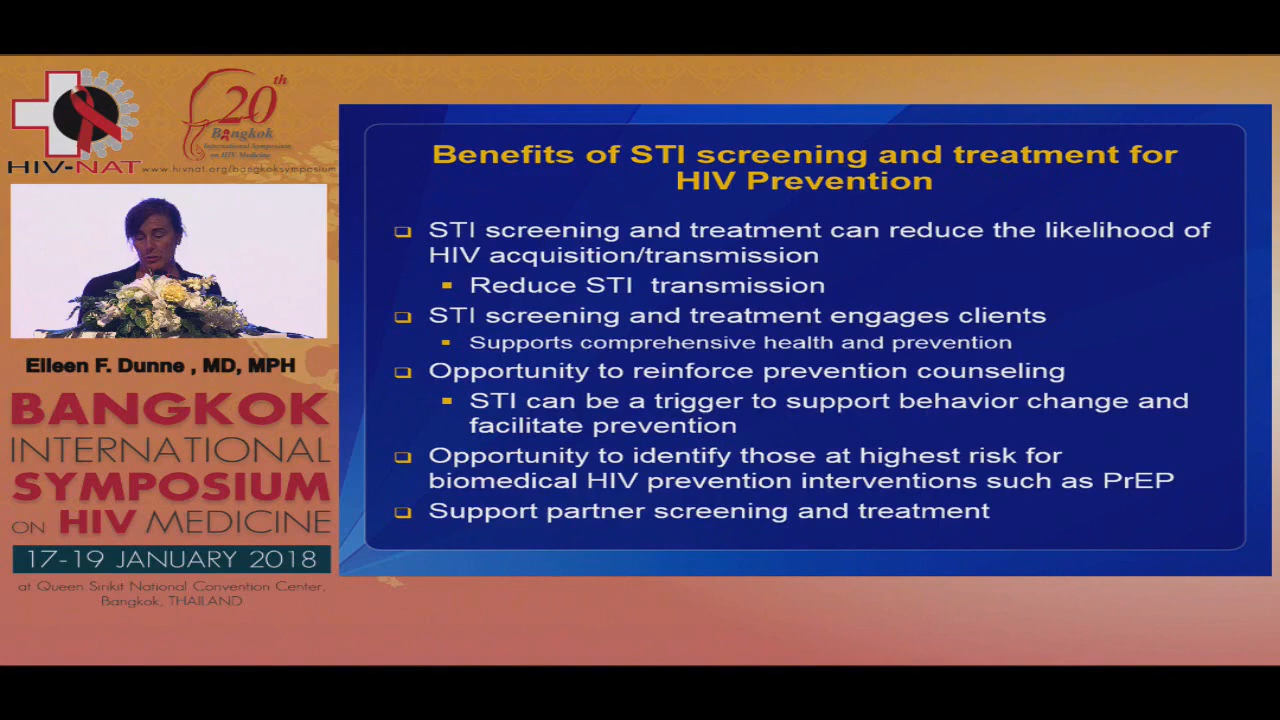 HIV-NAT
20th
Bangkok
International Symposium
on HIV Medicine
www.hivnat.org/bangkoksymposium
Eileen F. Dunne , MD, MPH
BANGKOK
INTERNATIONAL
SYMPOSIUM
ON HIV MEDICINE
17-19 JANUARY 2018
at Queen Sirikit National Convention Center,
Bangkok, THAILAND
Benefits of STI screening and treatment for
HIV Prevention
STI screening and treatment can reduce the likelihood of
HIV acquisition/transmission
Reduce STI transmission
STI screening and treatment engages clients
Supports comprehensive health and prevention
Opportunity to reinforce prevention counseling
STI can be a trigger to support behavior change and
facilitate prevention
Opportunity to identify those at highest risk for
biomedical HIV prevention interventions such as PrEP
Support partner screening and treatment